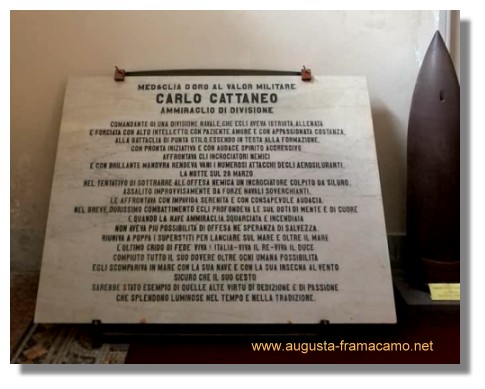 MEDAGLIA D'ORO AL VALOR MILITARE
CARLO CATTANEO
AMMIRAGLIO DI DIVISIONE
COMANDANTE DI UNA DIVISIONE NAVALE, CHE EGLI AVEVA ISTRUITA, ALLENATA
E FORGIATA CON ALTO INTELLETTO, CON PAZIENTE AMORE E CON APPASSIONATA COSTANZA,
ALLA BATTAGLIA DI PUNTA STILO, ESSENDO IN TESTA ALLA FORMAZIONE,
CON PRONTA INIZIATIVA E CON AUDACE SPIRITO AGGRESSIVO
AFFRONTAVA GLI INCROCIATORI NEMICI
E CON BRILLANTE MANOVRA RENDEVA VANI I NUMEROSI ATTACCHI DEGLI AEROSILURANTI.
LA NOTTE SUL 29 MARZO
NEL TENTATIVO DI SOTTRARRE ALL'OFFESA NEMICA UN INCROCIATORE COLPITO DA SILURO,
ASSALITO IMPROVVISAMENTE DA FORZE NAVALI SOVERCHIANTI,
LE AFFRONTAVA CON IMPAVIDA SERENITA E CON CONSAPEVOLE AUDACIA.
NEL BREVE, DURISSIMO COMBATTIMENTO EGLI PROFONDEVA LE SUE DOTI DI MENTE E DI CUORE
E QUANDO LA NAVE AMMIRAGLIA, SQUARCIATA E INCENDIATA
NON AVEVA PIU POSSIBILITA DI OFFESA NE SPERANZA DI SALVEZZA,
RIUNIVA A POPPA I SUPERSTITI PER LANCIARE SUL MARE E OLTRE IL MARE
L'ULTIMO GRIDO DI FEDE VIVA L'ITALIA-VIVA IL RE-VIVA IL DUCE
COMPIUTO TUTTO IL SUO DOVERE OLTRE OGNI UMANA POSSIBILITA
EGLI SCOMPARIVA IN MARE CON LA SUA NAVE E CON LA SUA INSEGNA AL VENTO
SICURO CHE IL SUO GESTO
SAREBBE STATO ESEMPIO DI QUELLE ALTE VIRTU DI DEDIZIONE E DI PASSIONE
CHE SPLENDONO LUMINOSE NEL TEMPO E NELLA TRADIZIONE.
www.augusta-framacamo.net